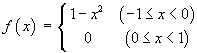 f(x) = { 1 − x² (−1 ≤ x < 0)
0 (0 ≤ x < 1)